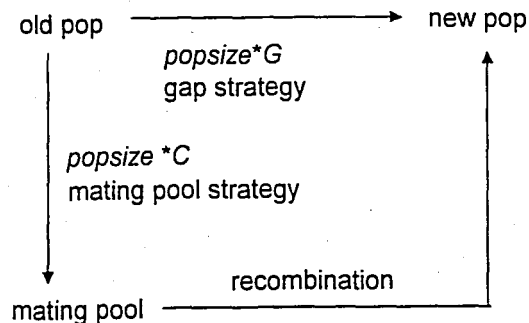 old pop
new pop
popsize*G
gap strategy
popsize *C
mating pool strategy
recombination
mating pool